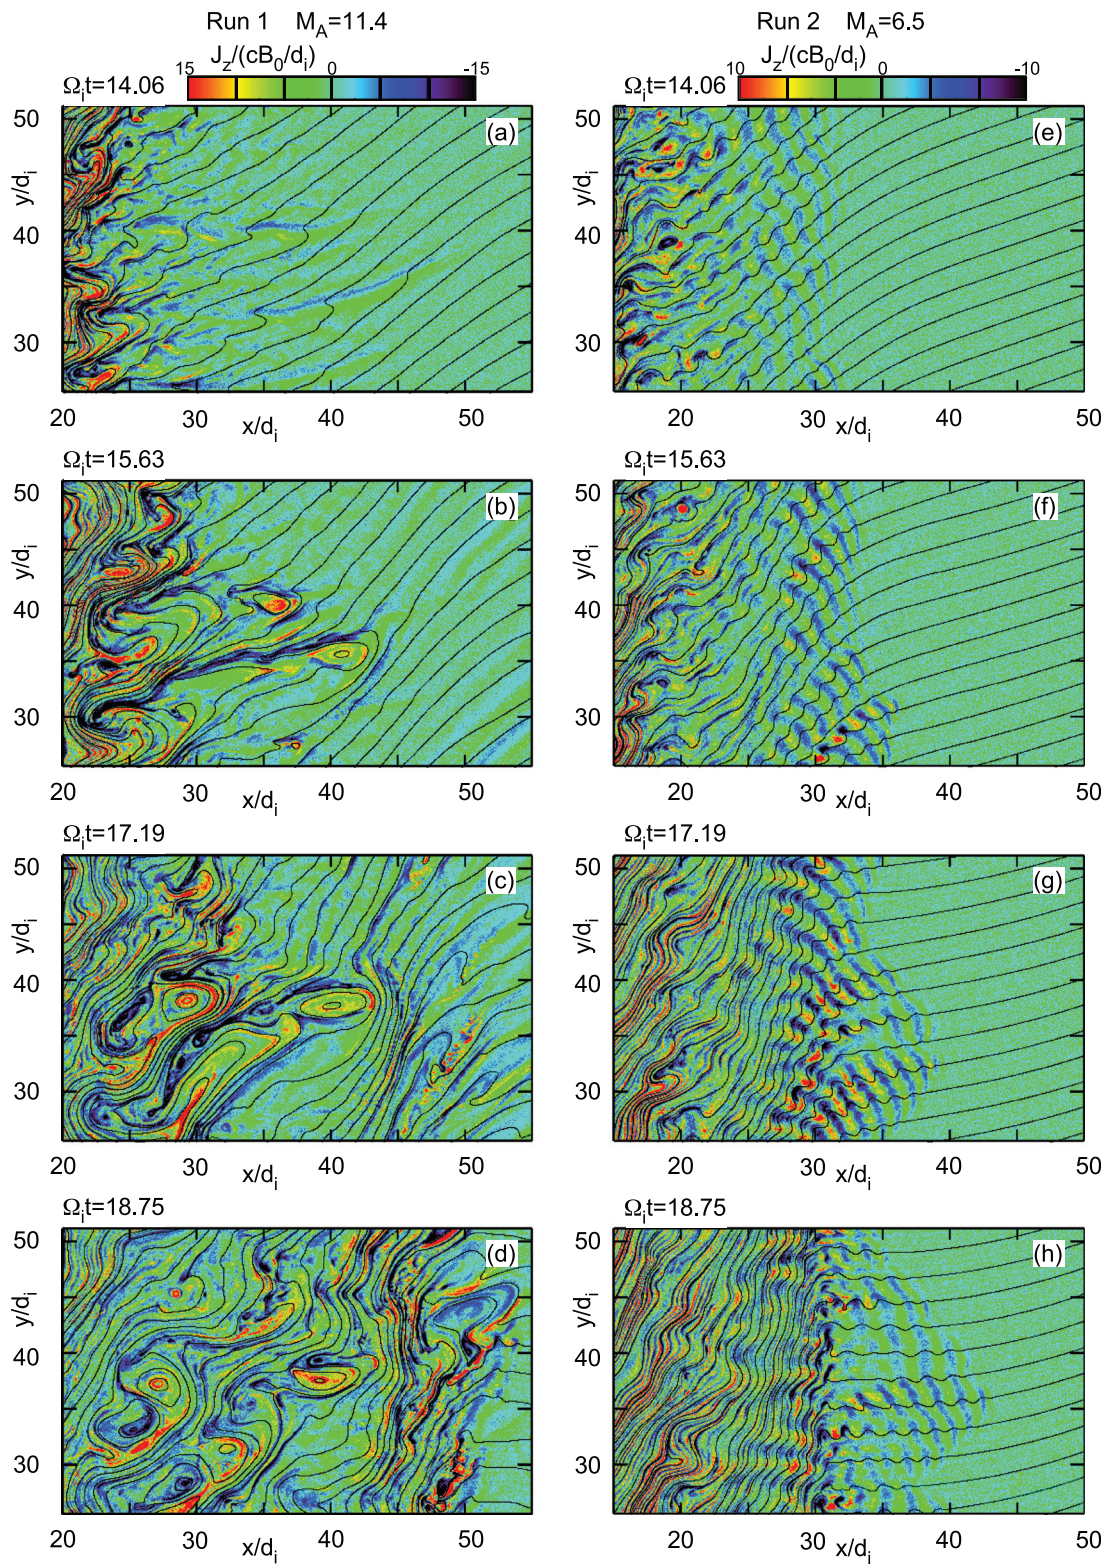 Run 1 M_A=11.4
J_z/(cB_0/d_i)
15 0 -15
Ω_it=14.06
(a)
50
40
30
y/d_i
20 30 40 50
x/d_i
Ω_it=15.63
(b)
50
40
30
y/d_i
20 30 40 50
x/d_i
Ω_it=17.19
(c)
50
40
30
y/d_i
20 30 40 50
x/d_i
Ω_it=18.75
(d)
50
40
30
y/d_i
20 30 40 50
x/d_i
Run 2 M_A=6.5
J_z/(cB_0/d_i)
10 0 -10
Ω_it=14.06
(e)
50
40
30
y/d_i
20 30 40 50
x/d_i
Ω_it=15.63
(f)
50
40
30
y/d_i
20 30 40 50
x/d_i
Ω_it=17.19
(g)
50
40
30
y/d_i
20 30 40 50
x/d_i
Ω_it=18.75
(h)
50
40
30
y/d_i
20 30 40 50
x/d_i